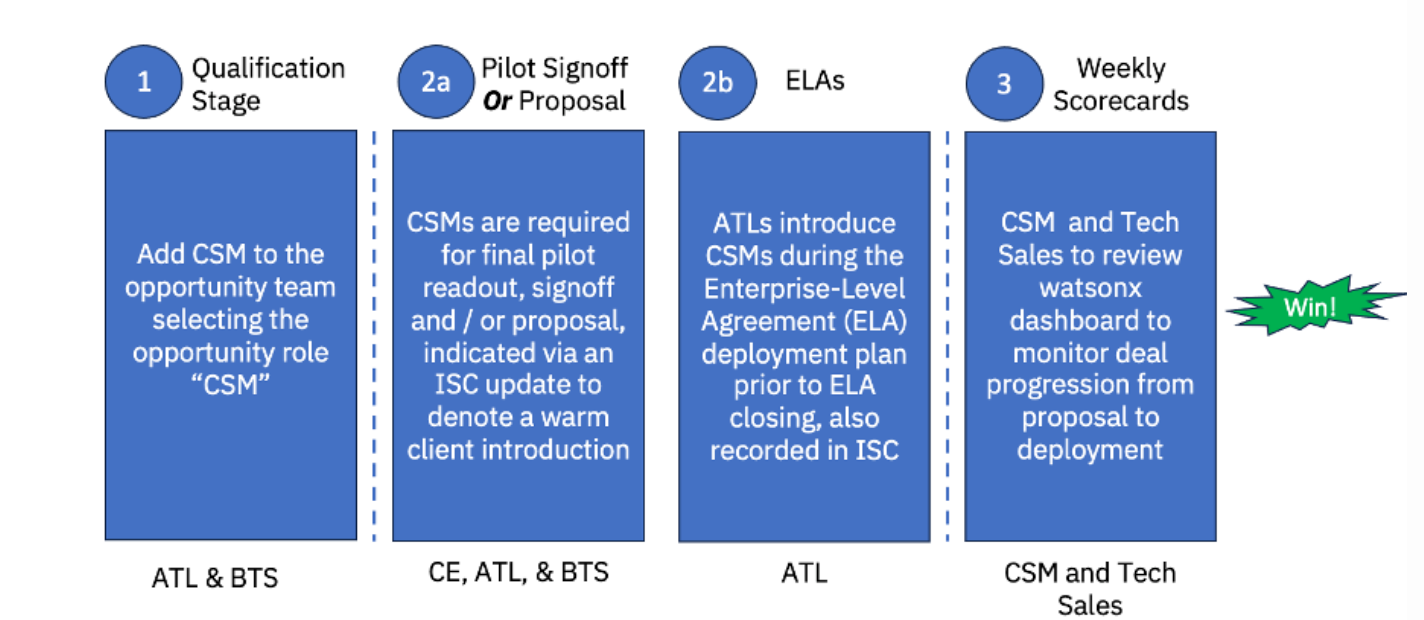 1
Qualification
Stage
Add CSM to the
opportunity team
selecting the
opportunity role
“CSM”
ATL & BTS
2a
Pilot Signoff
Or Proposal
CSMs are required
for final pilot
readout, signoff
and / or proposal,
indicated via an
ISC update to
denote a warm
client introduction
CE, ATL, & BTS
2b
ELAs
ATLs introduce
CSMs during the
Enterprise-Level
Agreement (ELA)
deployment plan
prior to ELA
closing, also
recorded in ISC
ATL
3
Weekly
Scorecards
CSM and Tech
Sales to review
watsonx
dashboard to
monitor deal
progression from
proposal to
deployment
CSM and Tech
Sales
Win!